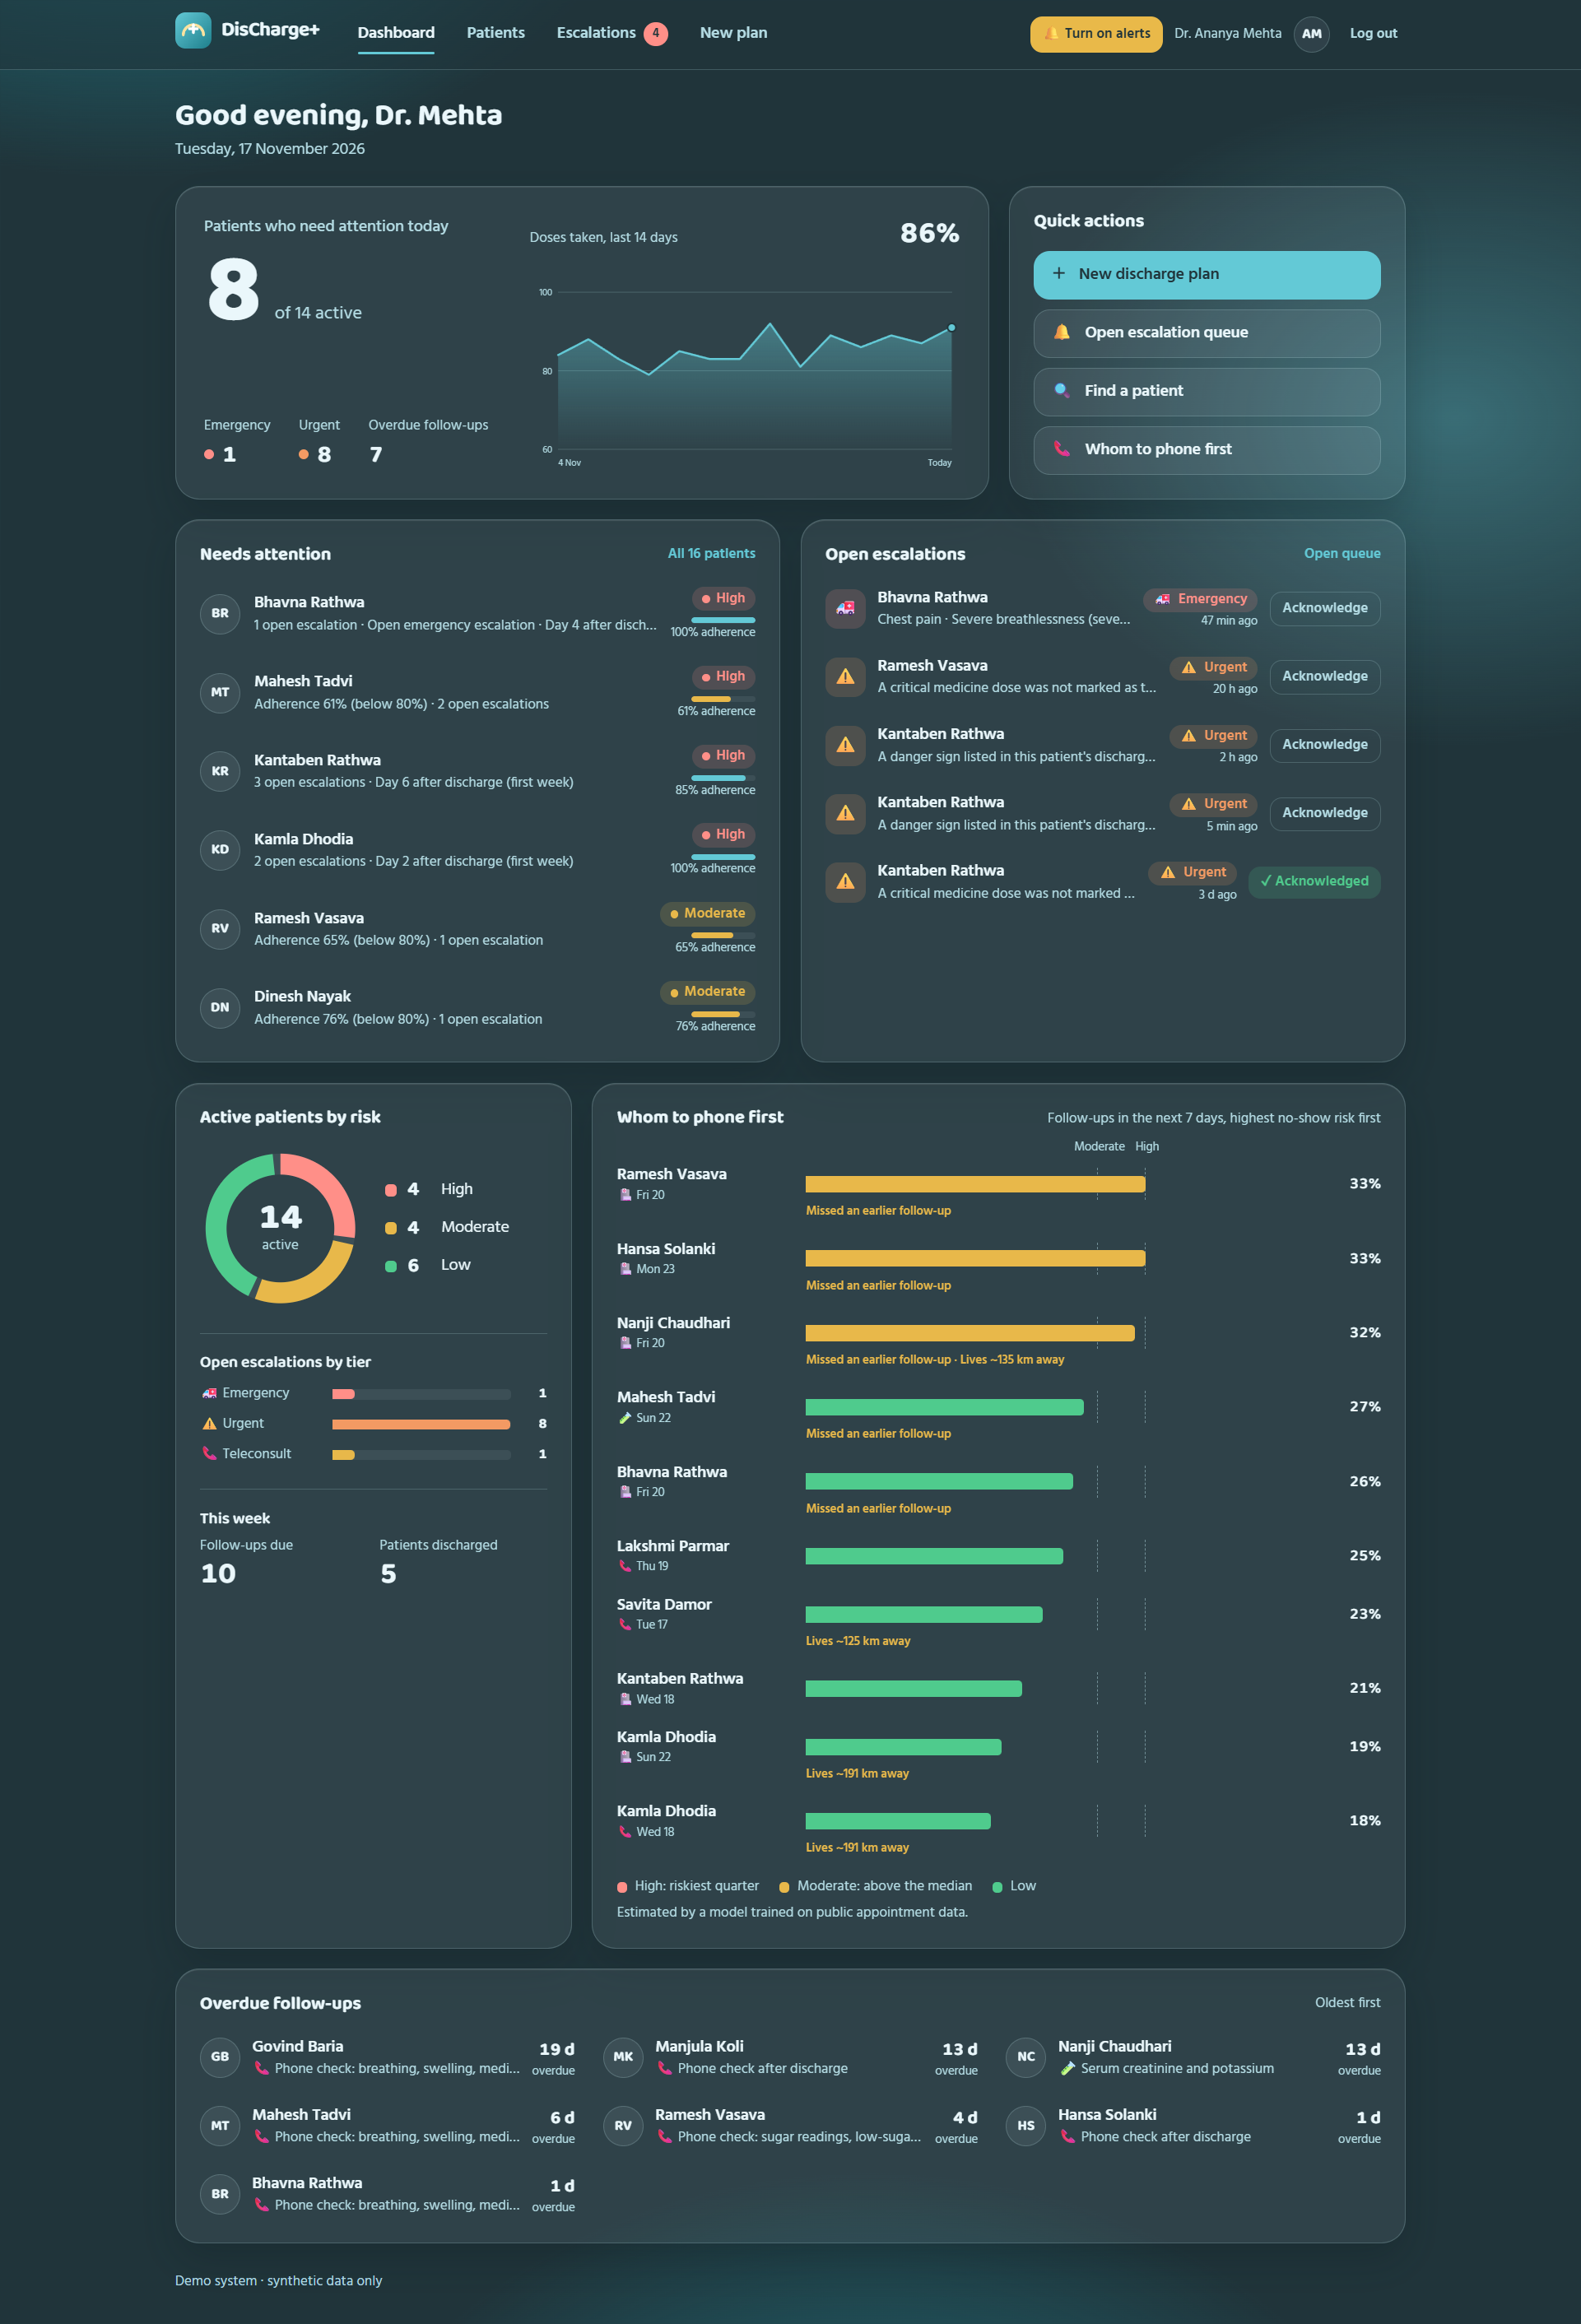 DisCharge+
Dashboard
Patients
Escalations 4
New plan
Turn on alerts
Dr. Ananya Mehta
AM
Log out
Good evening, Dr. Mehta
Tuesday, 17 November 2026
Patients who need attention today
8 of 14 active
Emergency
1
Urgent
8
Overdue follow-ups
7
Doses taken, last 14 days
86%
100
80
60
4 Nov
Today
Quick actions
+ New discharge plan
Open escalation queue
Find a patient
Whom to phone first
Needs attention
All 16 patients
BR
Bhavna Rathwa
1 open escalation · Open emergency escalation · Day 4 after disch...
High
100% adherence
MT
Mahesh Tadvi
Adherence 61% (below 80%) · 2 open escalations
High
61% adherence
KR
Kantaben Rathwa
3 open escalations · Day 6 after discharge (first week)
High
85% adherence
KD
Kamla Dhodia
2 open escalations · Day 2 after discharge (first week)
High
100% adherence
RV
Ramesh Vasava
Adherence 65% (below 80%) · 1 open escalation
Moderate
65% adherence
DN
Dinesh Nayak
Adherence 76% (below 80%) · 1 open escalation
Moderate
76% adherence
Open escalations
Open queue
Bhavna Rathwa
Chest pain · Severe breathlessness (seve...
Emergency
47 min ago
Acknowledge
Ramesh Vasava
A critical medicine dose was not marked as t...
Urgent
20 h ago
Acknowledge
Kantaben Rathwa
A danger sign listed in this patient's discharg...
Urgent
2 h ago
Acknowledge
Kantaben Rathwa
A danger sign listed in this patient's discharg...
Urgent
5 min ago
Acknowledge
Kantaben Rathwa
A critical medicine dose was not marked ...
Urgent
3 d ago
✓ Acknowledged
Active patients by risk
14
active
4 High
4 Moderate
6 Low
Open escalations by tier
Emergency 1
Urgent 8
Teleconsult 1
This week
Follow-ups due
10
Patients discharged
5
Whom to phone first
Follow-ups in the next 7 days, highest no-show risk first
Moderate High
Ramesh Vasava
Fri 20
33%
Missed an earlier follow-up
Hansa Solanki
Mon 23
33%
Missed an earlier follow-up
Nanji Chaudhari
Fri 20
32%
Missed an earlier follow-up · Lives ~135 km away
Mahesh Tadvi
Sun 22
27%
Missed an earlier follow-up
Bhavna Rathwa
Fri 20
26%
Missed an earlier follow-up
Lakshmi Parmar
Thu 19
25%
Savita Damor
Tue 17
23%
Lives ~125 km away
Kantaben Rathwa
Wed 18
21%
Kamla Dhodia
Sun 22
19%
Lives ~191 km away
Kamla Dhodia
Wed 18
18%
Lives ~191 km away
High: riskiest quarter
Moderate: above the median
Low
Estimated by a model trained on public appointment data.
Overdue follow-ups
Oldest first
GB
Govind Baria
Phone check: breathing, swelling, medi...
19 d
overdue
MK
Manjula Koli
Phone check after discharge
13 d
overdue
NC
Nanji Chaudhari
Serum creatinine and potassium
13 d
overdue
MT
Mahesh Tadvi
Phone check: breathing, swelling, medi...
6 d
overdue
RV
Ramesh Vasava
Phone check: sugar readings, low-suga...
4 d
overdue
HS
Hansa Solanki
Phone check after discharge
1 d
overdue
BR
Bhavna Rathwa
Phone check: breathing, swelling, medi...
1 d
overdue
Demo system · synthetic data only